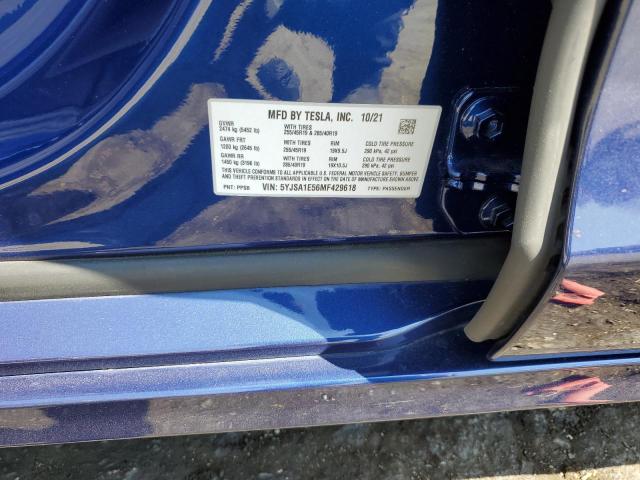 MFD BY TESLA, INC. 10/21
GVWR
2474 kg (5452 lb)
WITH TIRES
255/45R19 & 285/40R19
GAWR FRT
1200 kg (2645 lb)
WITH TIRES
255/45R19
RIM
19X9.5J
COLD TIRE PRESSURE
290 kPa, 42 psi
GAWR RR
1450 kg (3196 lb)
WITH TIRES
285/40R19
RIM
19X10.5J
COLD TIRE PRESSURE
290 kPa, 42 psi
THIS VEHICLE CONFORMS TO ALL APPLICABLE U.S. FEDERAL MOTOR VEHICLE
SAFETY, BUMPER, AND THEFT PREVENTION STANDARDS IN EFFECT ON THE DATE OF
MANUFACTURE SHOWN ABOVE.
PNT: PPSB
VIN: 5YJSA1E56MF429618
TYPE: PASSENGER